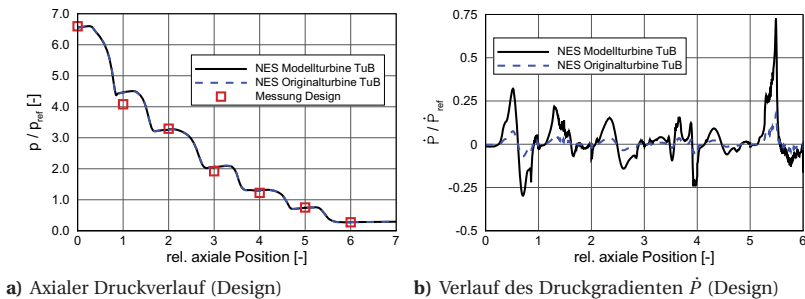 7.0
6.0
5.0
4.0
3.0
2.0
1.0
0.0
p / p_ref [-]
NES Modellturbine TuB
NES Originalturbine TuB
Messung Design
0 1 2 3 4 5 6 7
rel. axiale Position [-]
a) Axialer Druckverlauf (Design)
0.75
0.5
0.25
0
-0.25
-0.5
Ṗ / Ṗ_ref [-]
NES Modellturbine TuB
NES Originalturbine TuB
0 1 2 3 4 5 6
rel. axiale Position [-]
b) Verlauf des Druckgradienten Ṗ (Design)